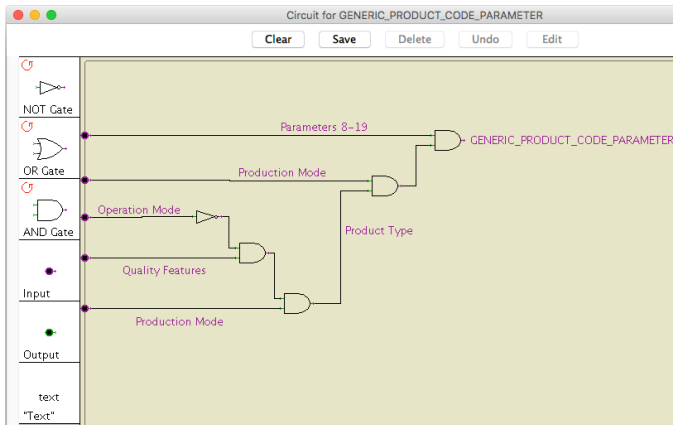 Circuit for GENERIC_PRODUCT_CODE_PARAMETER
Clear Save Delete Undo Edit
NOT Gate
OR Gate
AND Gate
Input
Output
text
"Text"
Parameters 8-19
GENERIC_PRODUCT_CODE_PARAMETER
Production Mode
Operation Mode
Product Type
Quality Features
Production Mode